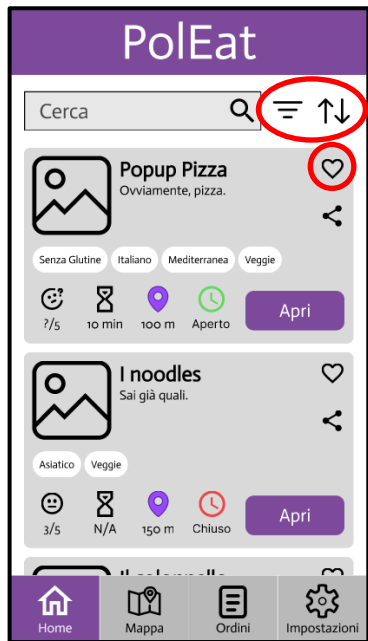 PolEat
Cerca
Popup Pizza
Ovviamente, pizza.
Senza Glutine Italiano Mediterranea Veggie
?/5 10 min 100 m Aperto Apri
I noodles
Sai già quali.
Asiatico Veggie
3/5 N/A 150 m Chiuso Apri
Home Mappa Ordini Impostazioni